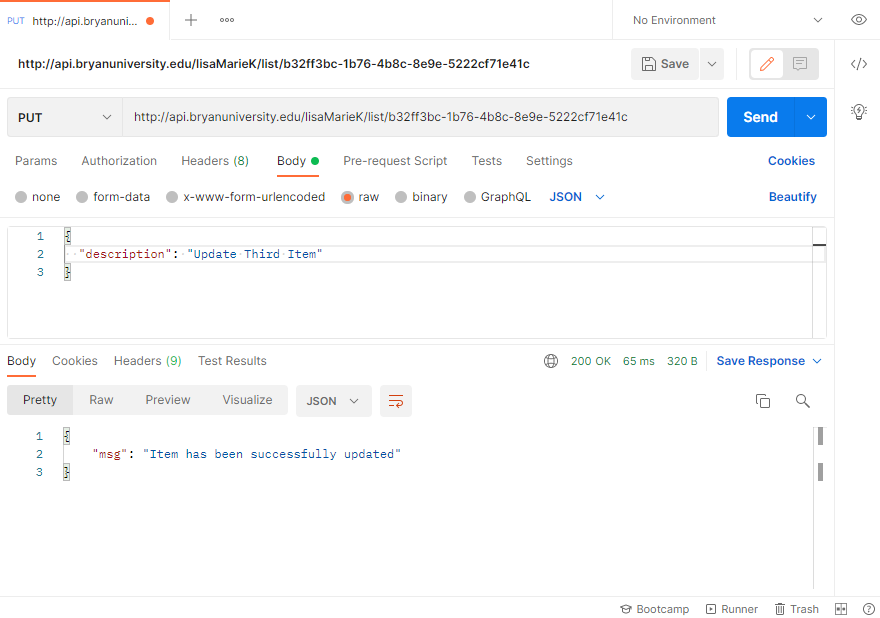 PUT http://api.bryanuni... No Environment
http://api.bryanuniversity.edu/lisaMarieK/list/b32ff3bc-1b76-4b8c-8e9e-5222cf71e41c Save
PUT http://api.bryanuniversity.edu/lisaMarieK/list/b32ff3bc-1b76-4b8c-8e9e-5222cf71e41c Send
Params Authorization Headers (8) Body Pre-request Script Tests Settings Cookies
none form-data x-www-form-urlencoded raw binary GraphQL JSON Beautify
1 {
2 "description": "Update Third Item"
3 }
Body Cookies Headers (9) Test Results 200 OK 65 ms 320 B Save Response
Pretty Raw Preview Visualize JSON
1 {
2 "msg": "Item has been successfully updated"
3 }
Bootcamp Runner Trash